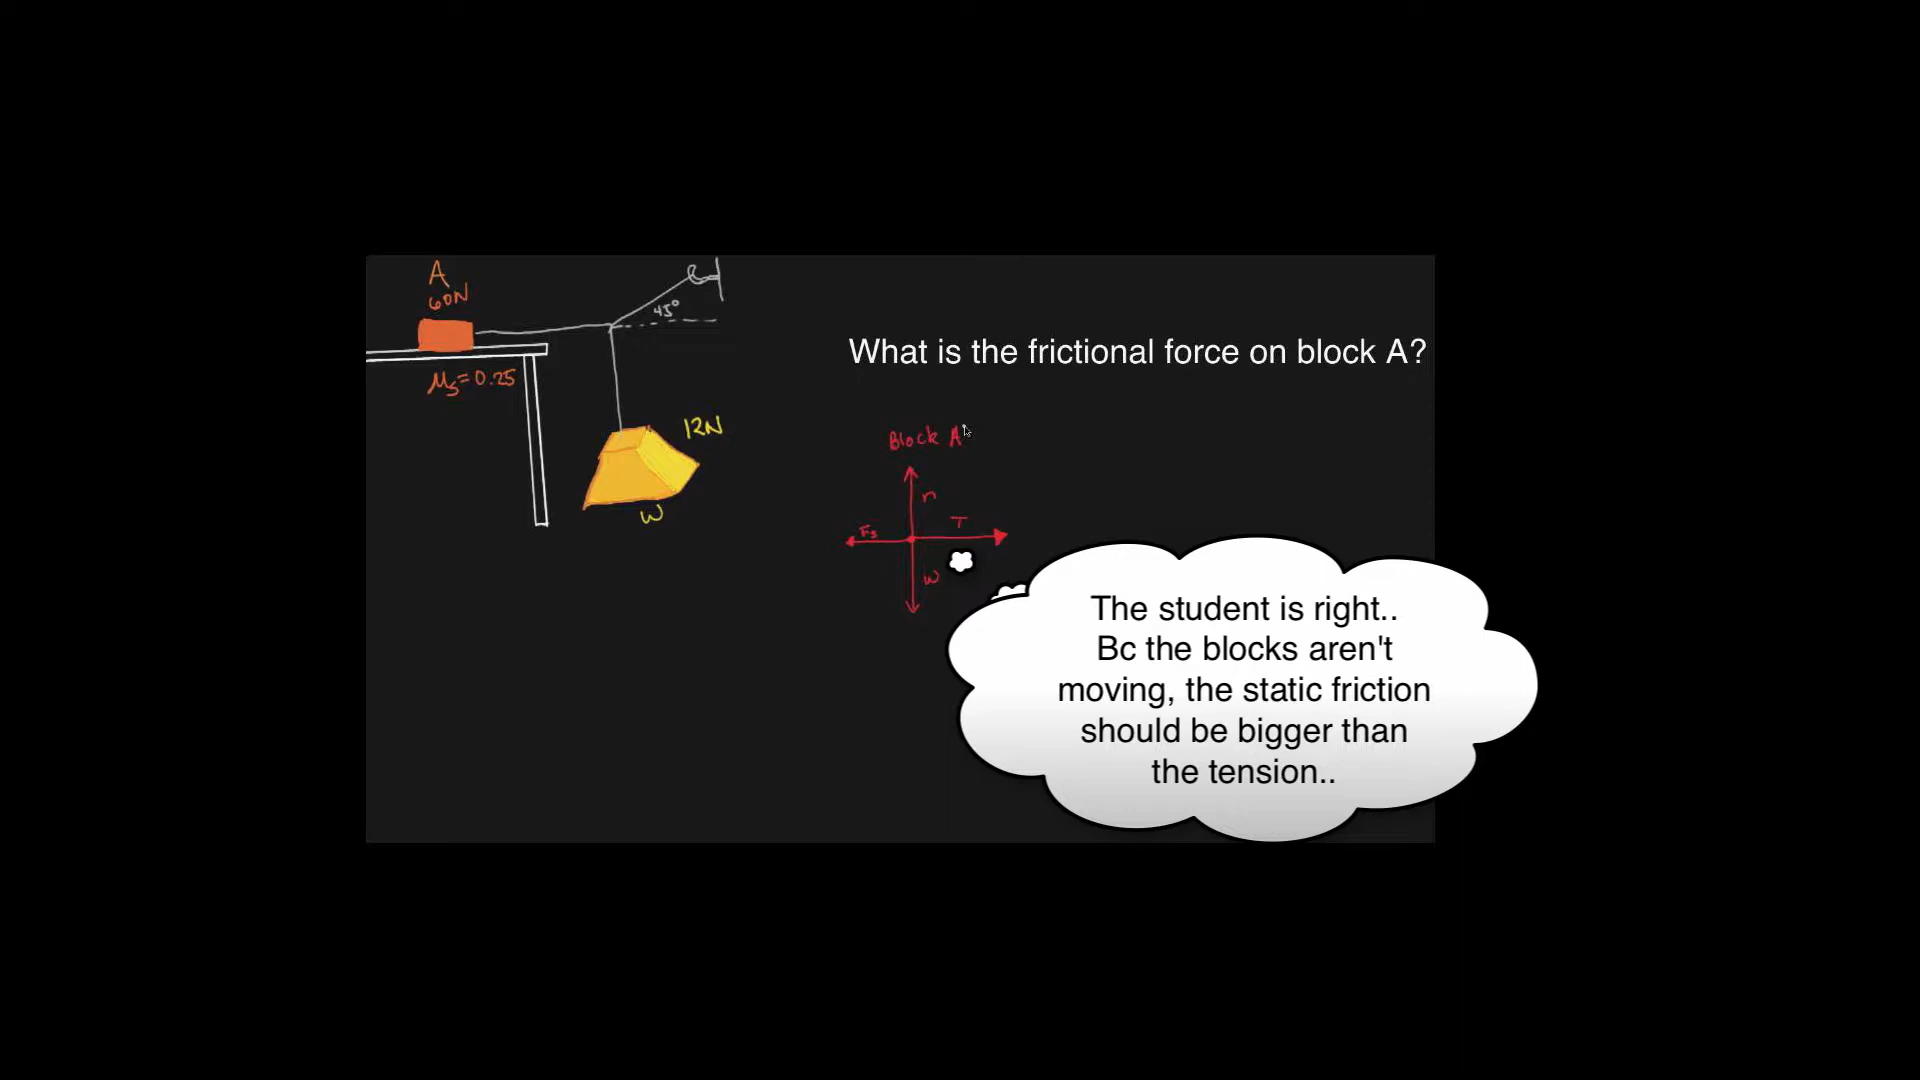 A
60N
45°
What is the frictional force on block A?
μs=0.25
12N
Block A
n
T
Fs
W
W
The student is right..
Bc the blocks aren't
moving, the static friction
should be bigger than
the tension..